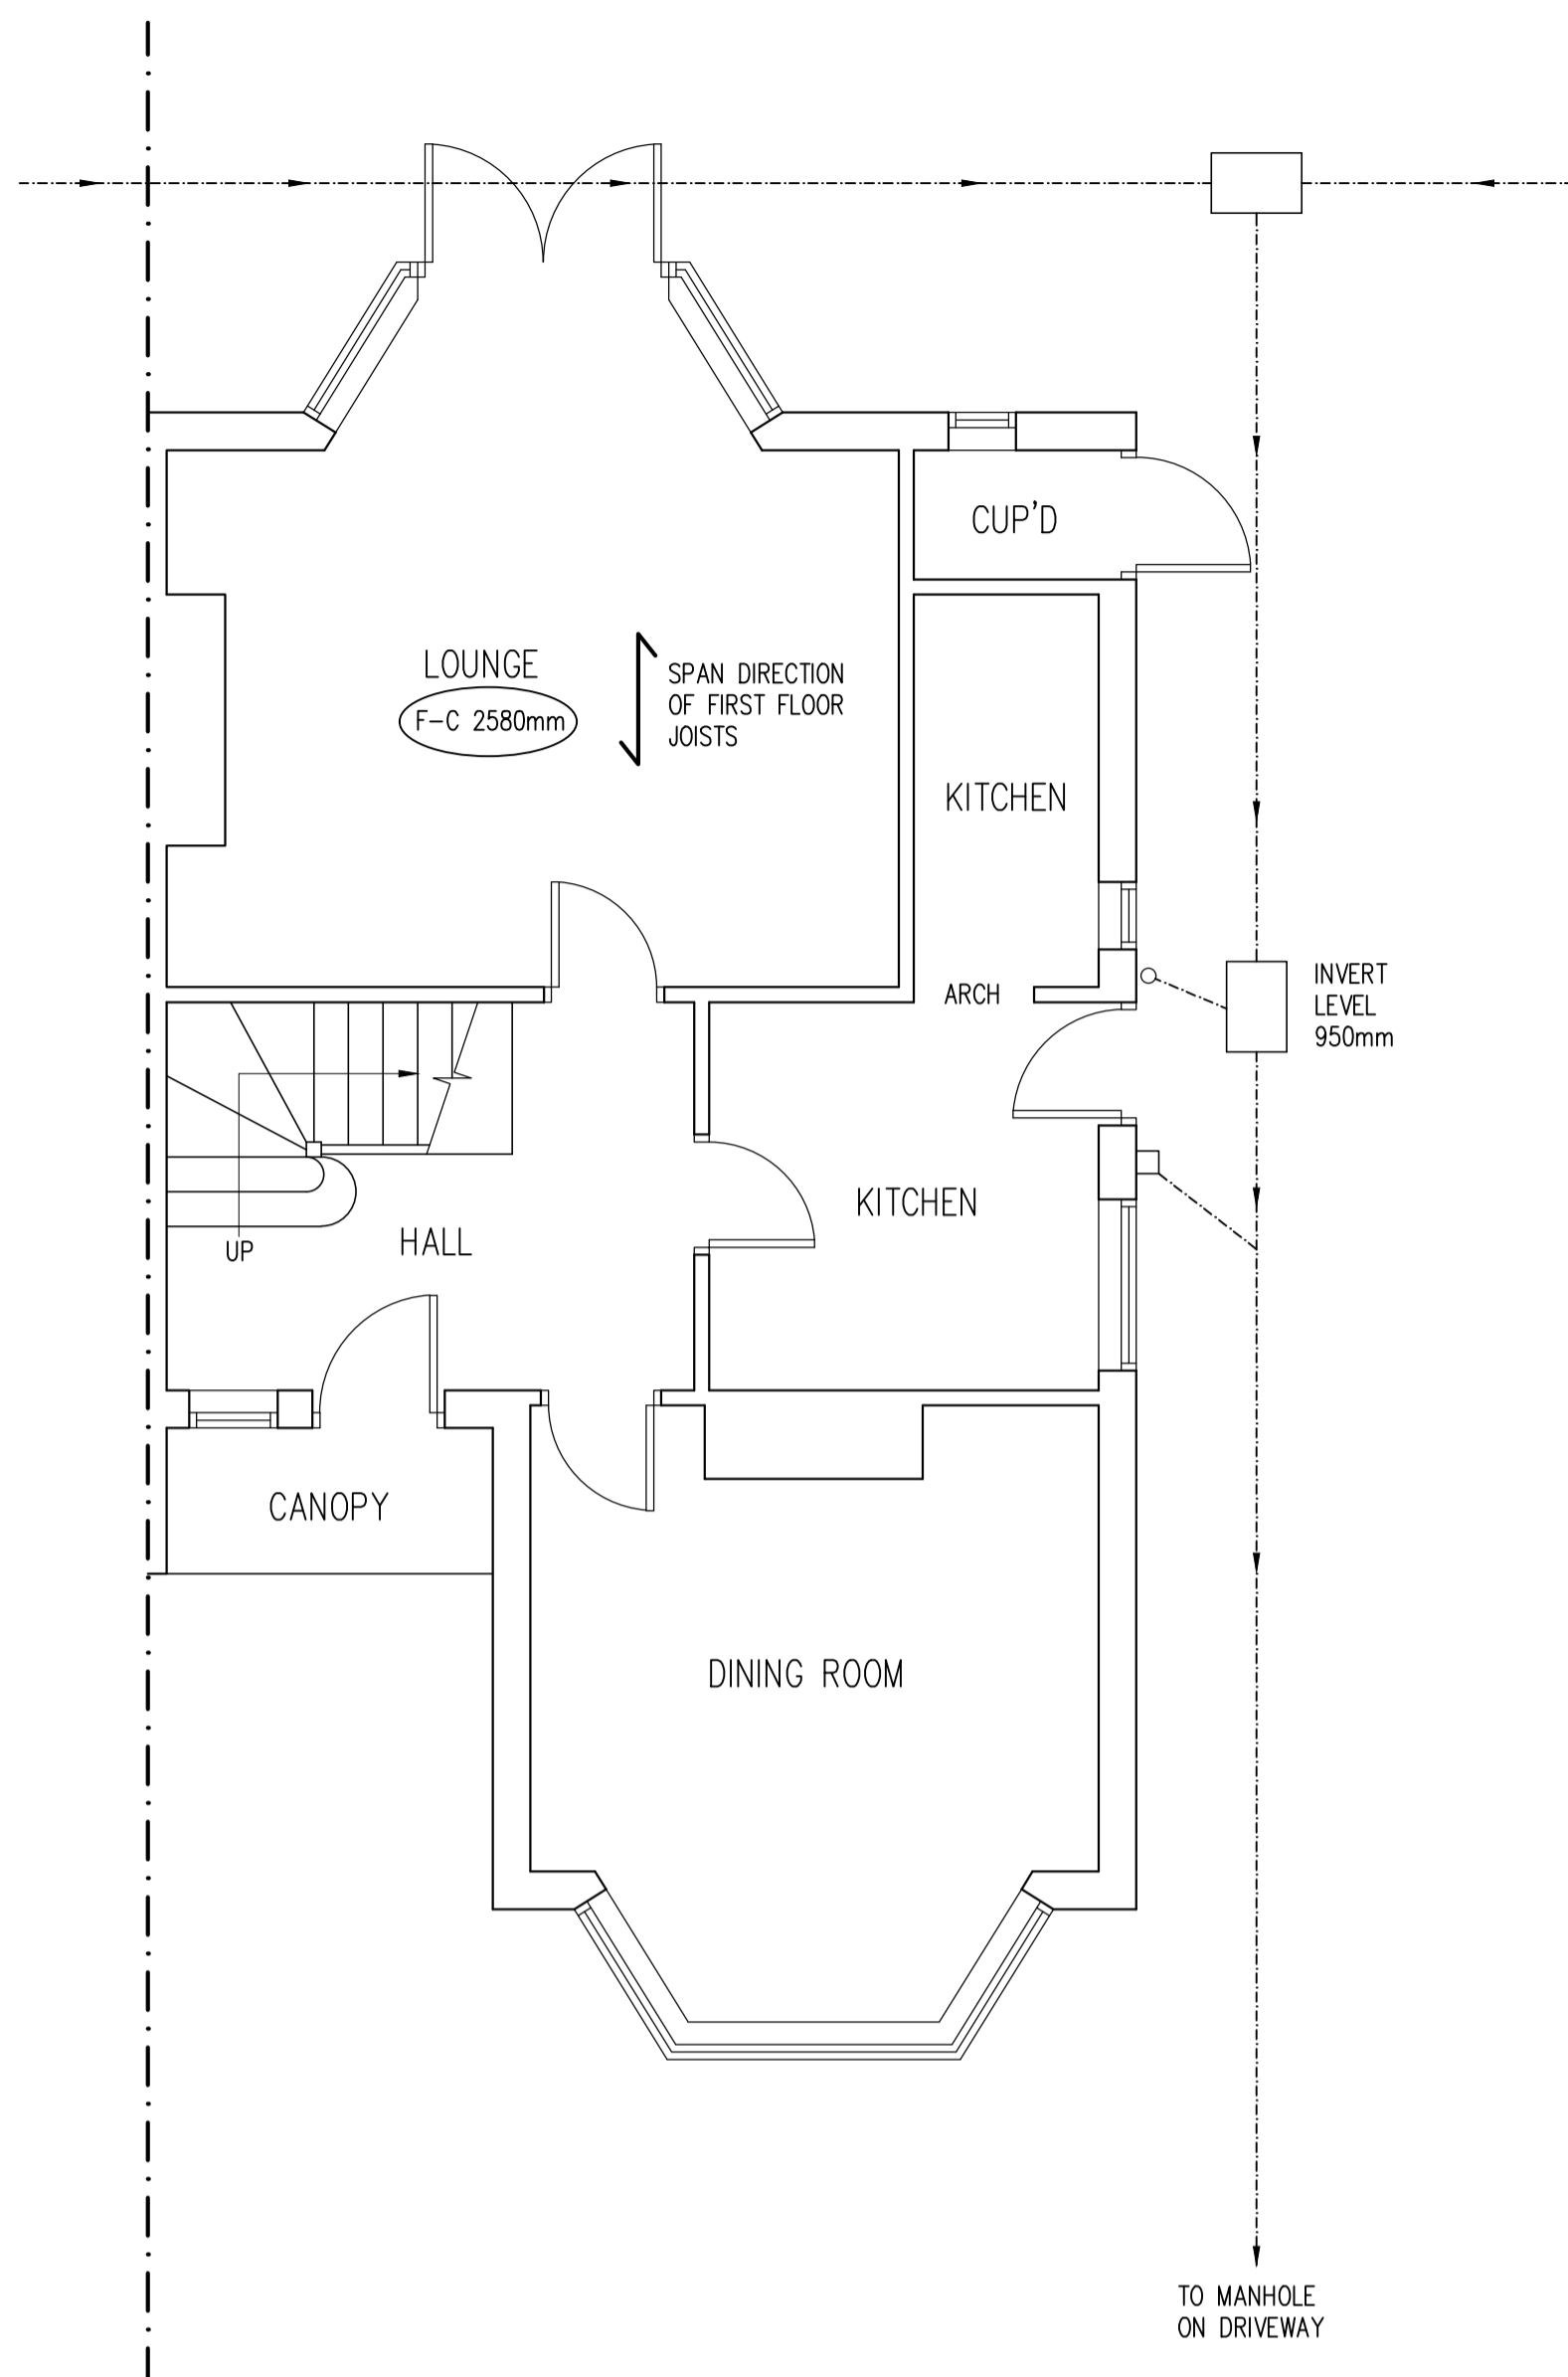 CUP'D
LOUNGE
F-C 2580mm
SPAN DIRECTION
OF FIRST FLOOR
JOISTS
KITCHEN
ARCH
INVERT
LEVEL
950mm
KITCHEN
HALL
UP
CANOPY
DINING ROOM
TO MANHOLE
ON DRIVEWAY